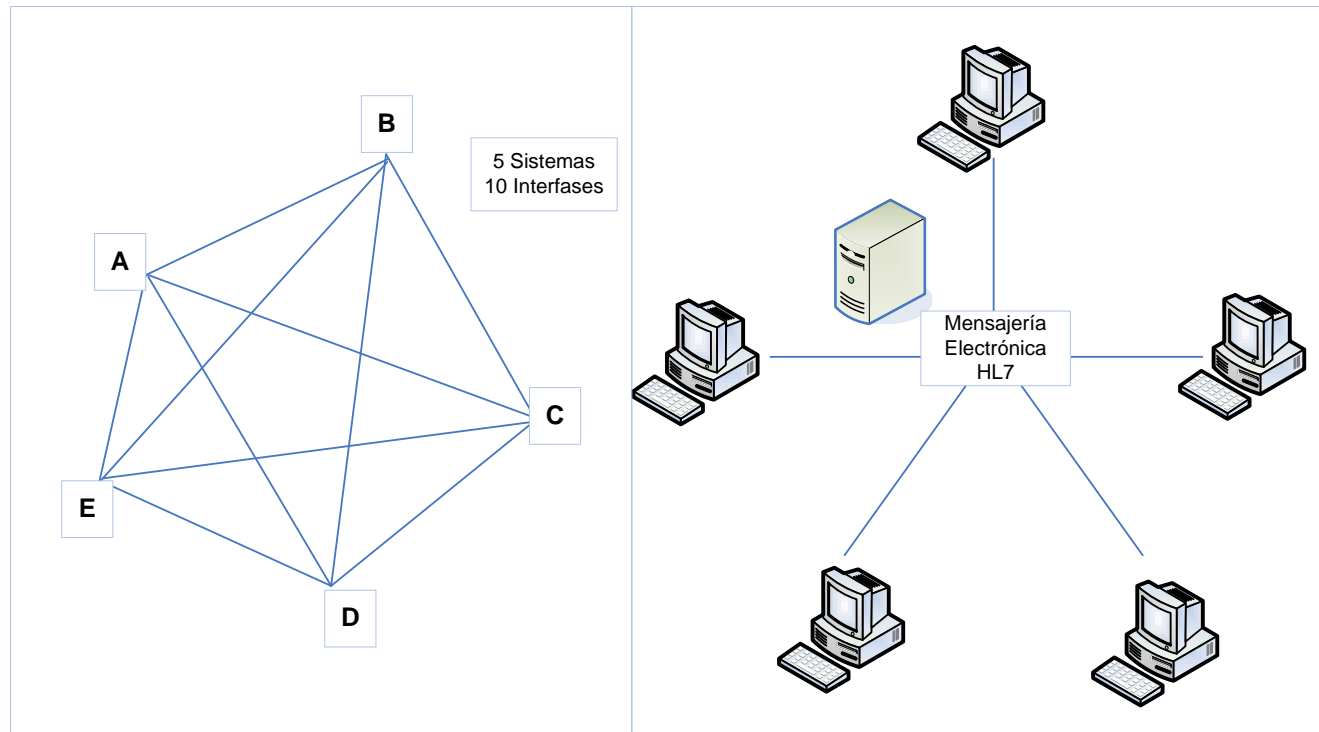 B
5 Sistemas
10 Interfases
A
C
E
D
Mensajería
Electrónica
HL7